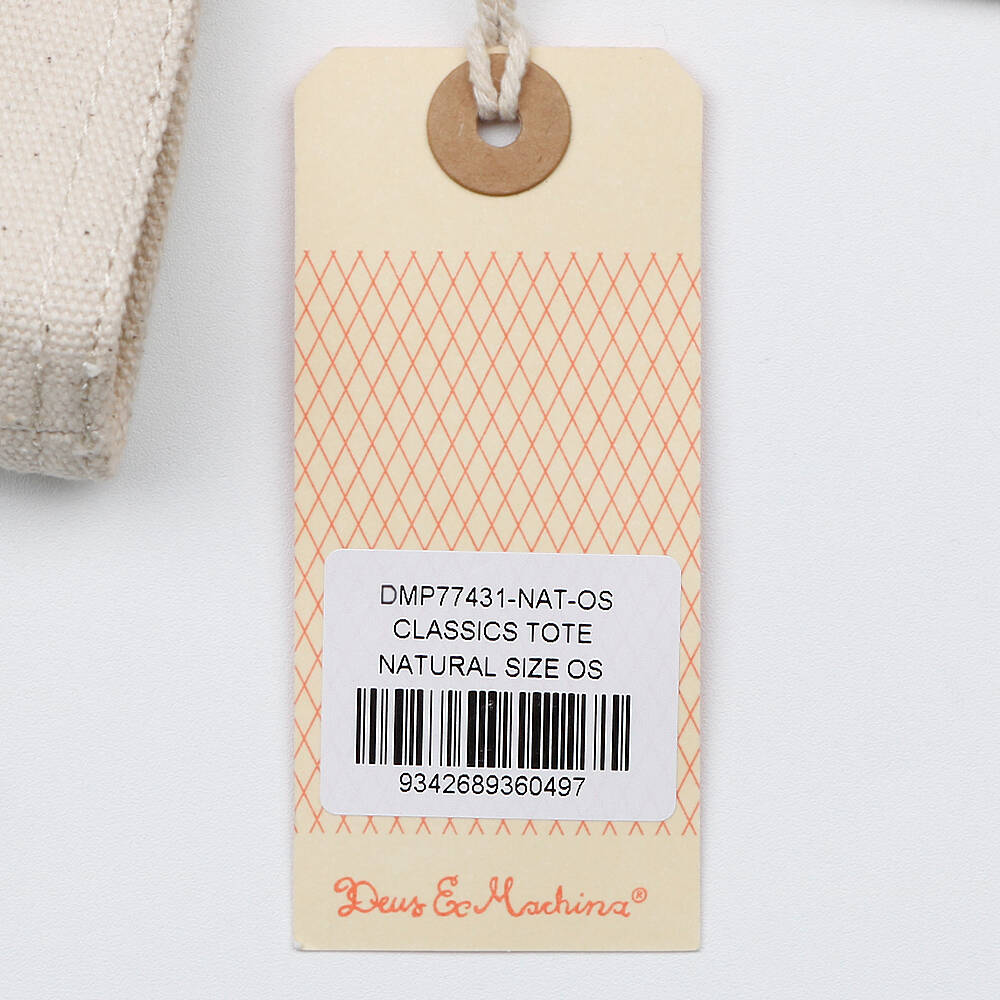 DMP77431-NAT-OS
CLASSICS TOTE
NATURAL SIZE OS
9342689360497
Deus Ex Machina®